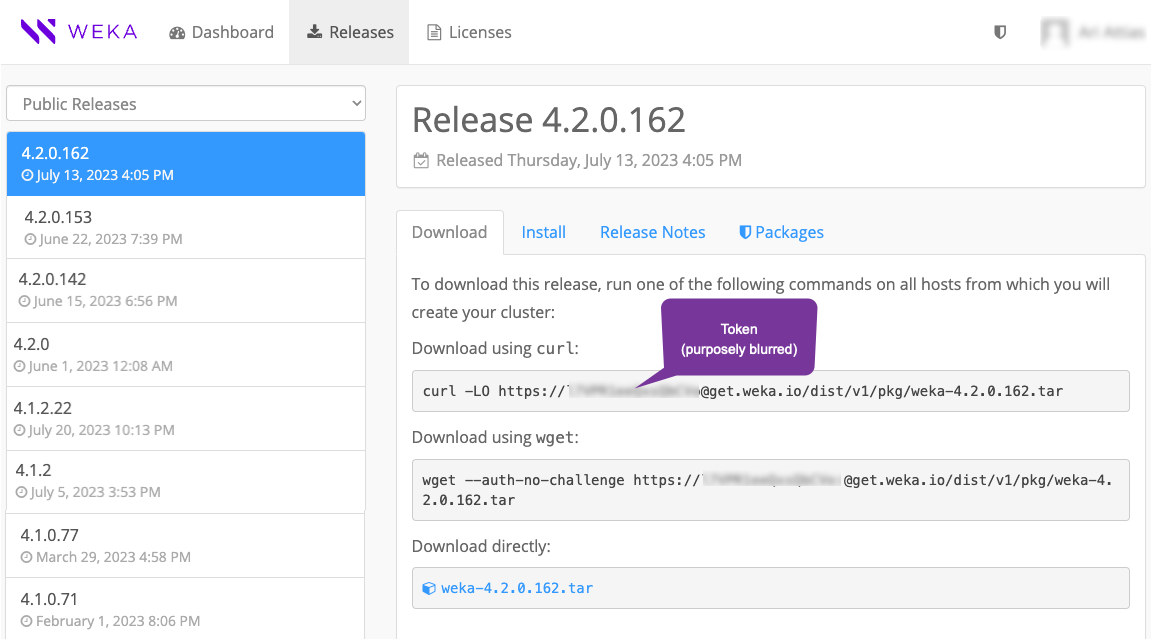 WEKA
Dashboard
Releases
Licenses
Public Releases
4.2.0.162
July 13, 2023 4:05 PM
4.2.0.153
June 22, 2023 7:39 PM
4.2.0.142
June 15, 2023 6:56 PM
4.2.0
June 1, 2023 12:08 AM
4.1.2.22
July 20, 2023 10:13 PM
4.1.2
July 5, 2023 3:53 PM
4.1.0.77
March 29, 2023 4:58 PM
4.1.0.71
February 1, 2023 8:06 PM
Release 4.2.0.162
Released Thursday, July 13, 2023 4:05 PM
Download
Install
Release Notes
Packages
To download this release, run one of the following commands on all hosts from which you will
create your cluster:
Token
(purposely blurred)
Download using curl:
curl -LO https://@get.weka.io/dist/v1/pkg/weka-4.2.0.162.tar
Download using wget:
wget --auth-no-challenge https://@get.weka.io/dist/v1/pkg/weka-4.
2.0.162.tar
Download directly:
weka-4.2.0.162.tar